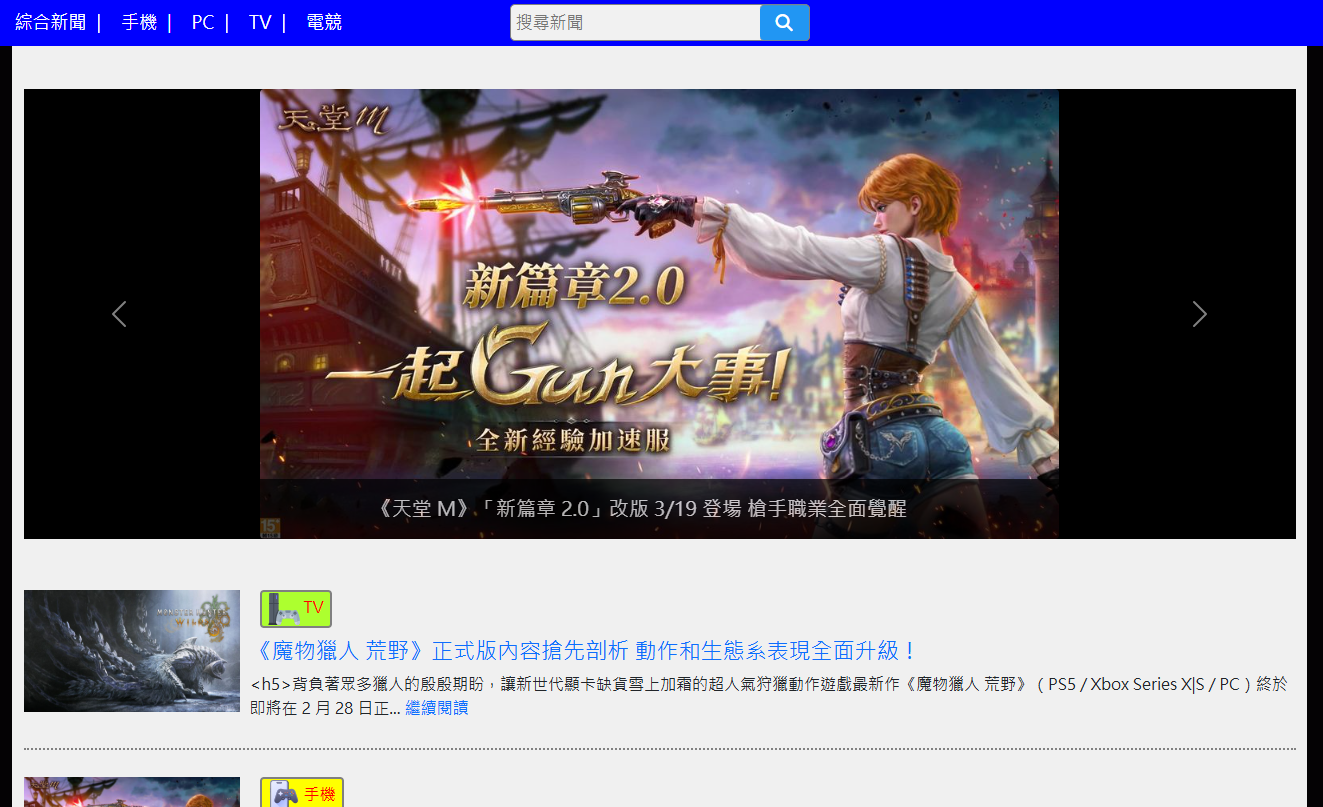 綜合新聞 | 手機 | PC | TV | 電競
搜尋新聞
天堂M
新篇章2.0
一起Gun大事!
全新經驗加速服
《天堂 M》「新篇章 2.0」改版 3/19 登場 槍手職業全面覺醒
15+
MONSTER HUNTER
WILDS
TV
《魔物獵人 荒野》正式版內容搶先剖析 動作和生態系表現全面升級！
<h5>背負著眾多獵人的殷殷期盼，讓新世代顯卡缺貨雪上加霜的超人氣狩獵動作遊戲最新作《魔物獵人 荒野》（PS5 / Xbox Series X|S / PC）終於
即將在 2 月 28 日正... 繼續閱讀
手機